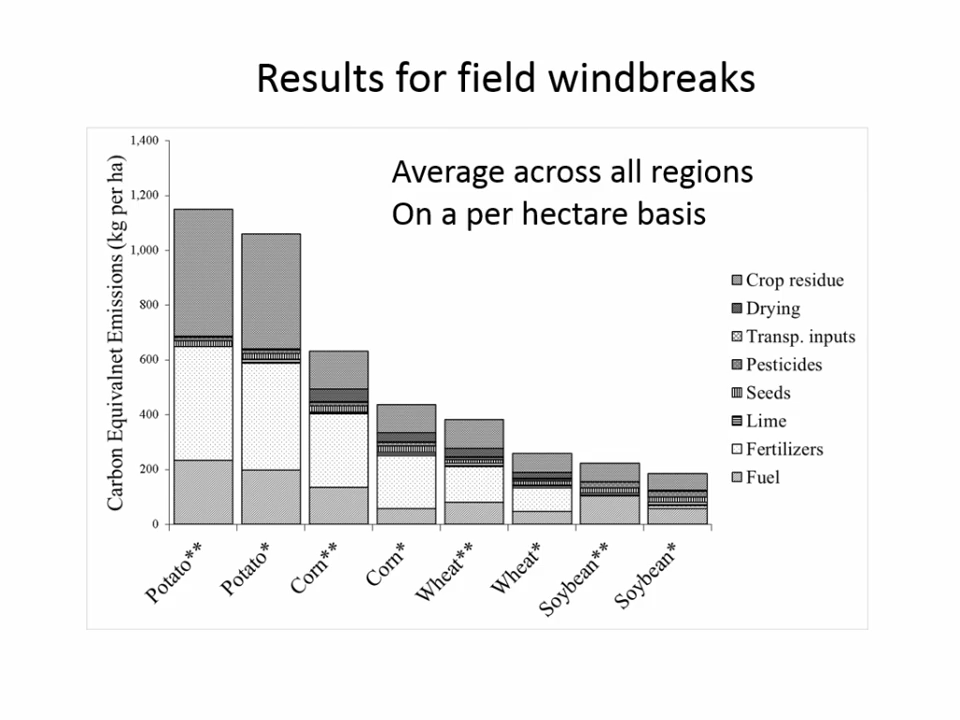 Results for field windbreaks
Average across all regions
On a per hectare basis
Carbon Equivalnet Emissions (kg per ha)
1,400
1,200
1,000
800
600
400
200
0
Potato**
Potato*
Corn**
Corn*
Wheat**
Wheat*
Soybean**
Soybean*
Crop residue
Drying
Transp. inputs
Pesticides
Seeds
Lime
Fertilizers
Fuel